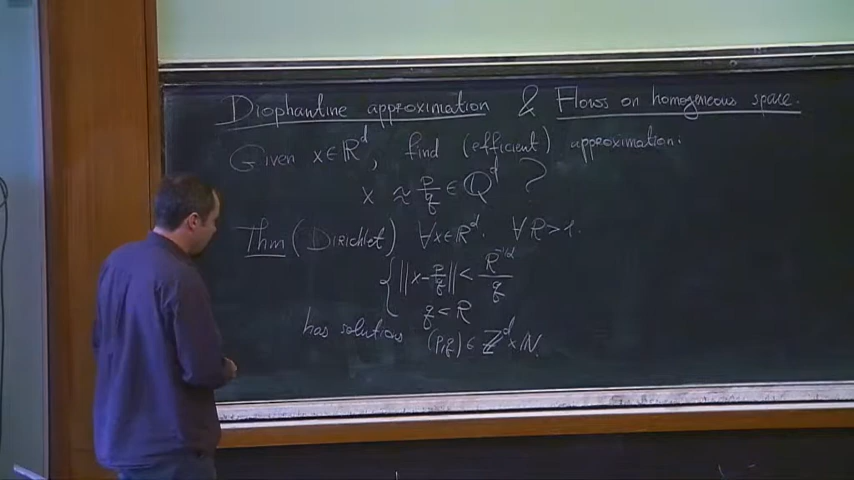 Diophantine approximation & Flows on homogeneous space.
Given x∈ℝ^d, find (efficient) approximation.
x ≈ p/q ∈ ℚ^d ?
Thm (Dirichlet) ∀x∈ℝ^d. ∀R>1.
{ ||x-p/q|| < R^{-1/d}/q
q < R
has solutions (p,q) ∈ ℤ^d × ℕ.